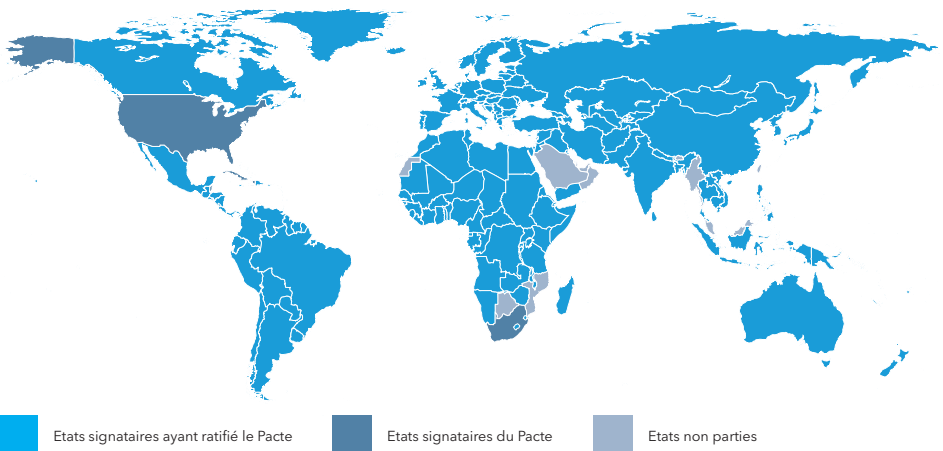 Etats signataires ayant ratifié le Pacte
Etats signataires du Pacte
Etats non parties